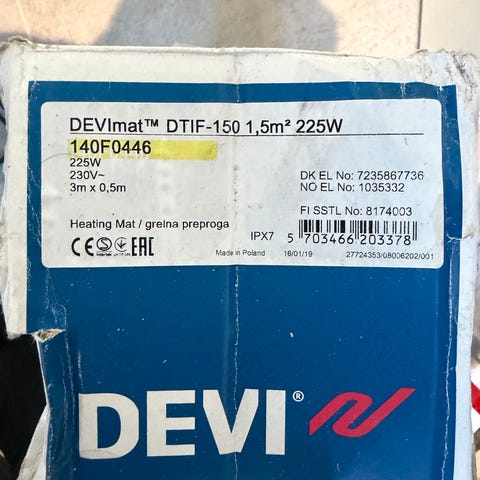 DEVImat™ DTIF-150 1,5m² 225W
140F0446
225W
230V~
3m x 0,5m
DK EL No: 7235867736
NO EL No: 1035332
FI SSTL No: 8174003
Heating Mat / grelna preproga
IPX7
5 703466 203378
CE S EAC
Made in Poland
16/01/19
27724353/08006202/001
DEVI®